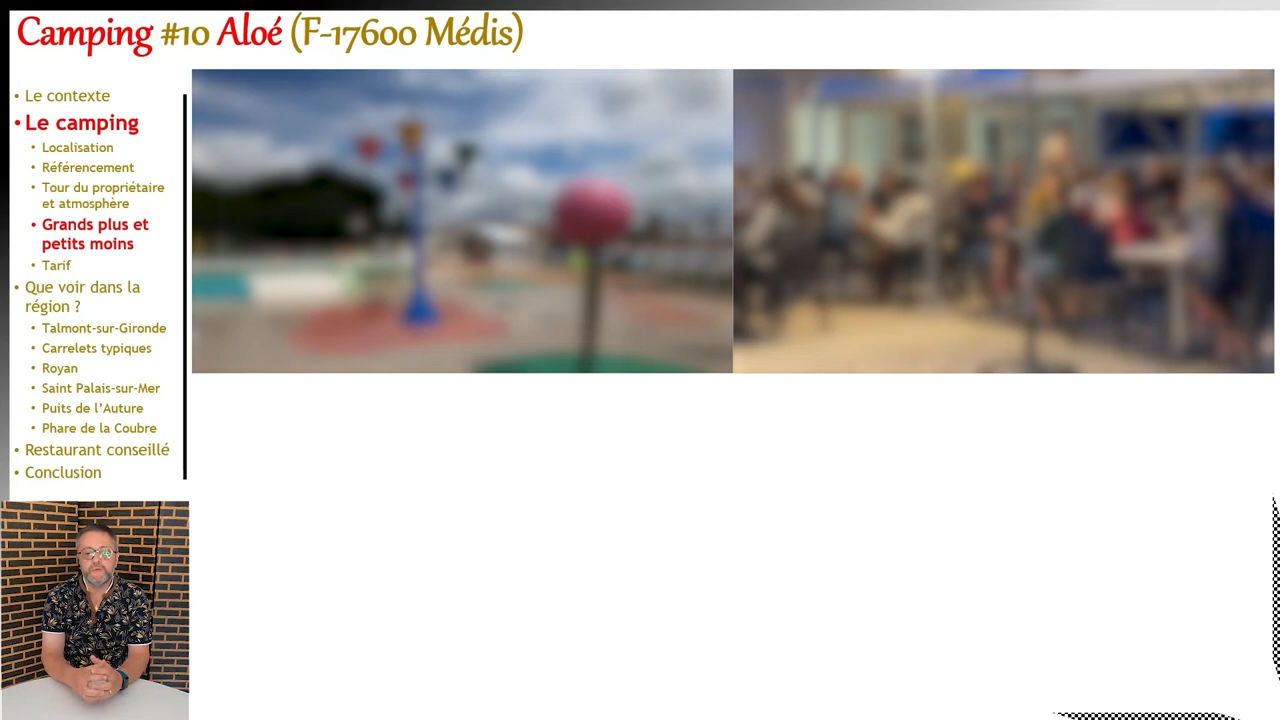 Camping #10 Aloé (F-17600 Médis)
• Le contexte
• Le camping
• Localisation
• Référencement
• Tour du propriétaire
et atmosphère
• Grands plus et
petits moins
• Tarif
• Que voir dans la
région ?
• Talmont-sur-Gironde
• Carrelets typiques
• Royan
• Saint Palais-sur-Mer
• Puits de l’Auture
• Phare de la Coubre
• Restaurant conseillé
• Conclusion